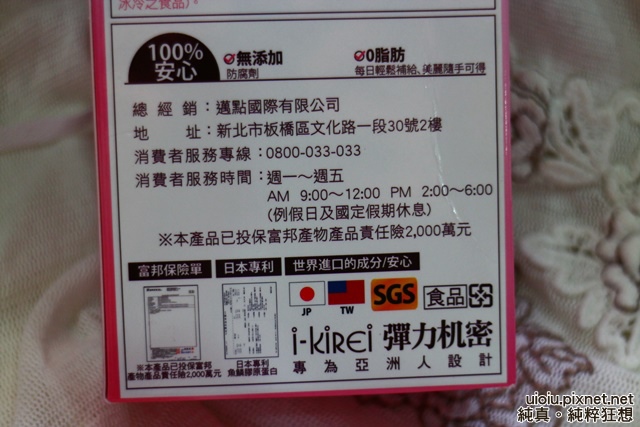 冰冷之食品)。
100%
安心
無添加
防腐劑
0脂肪
每日輕鬆補給、美麗隨手可得
總經銷：邁點國際有限公司
地　址：新北市板橋區文化路一段30號2樓
消費者服務專線：0800-033-033
消費者服務時間：週一～週五
AM 9:00～12:00 PM 2:00～6:00
(例假日及國定假期休息)
※本產品已投保富邦產物產品責任險2,000萬元
富邦保險單
日本專利
世界進口的成分/安心
JP
TW
SGS
食品
※本產品已投保富邦
產物產品責任險2,000萬元
日本專利
魚鱗膠原蛋白
i-KiREi 彈力机密
專為亞洲人設計
uioiu.pixnet.net
純真。純粹狂想